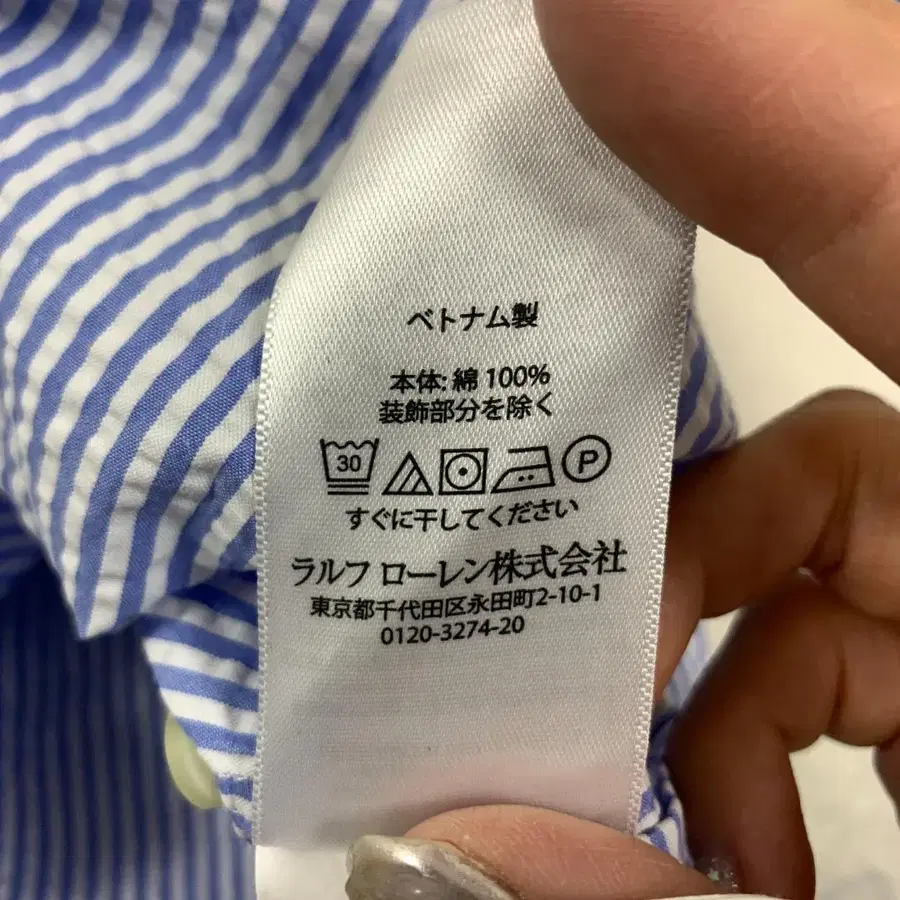 ベトナム製
本体: 綿 100%
装飾部分を除く
30 P
すぐに干してください
ラルフ ローレン株式会社
東京都千代田区永田町2-10-1
0120-3274-20